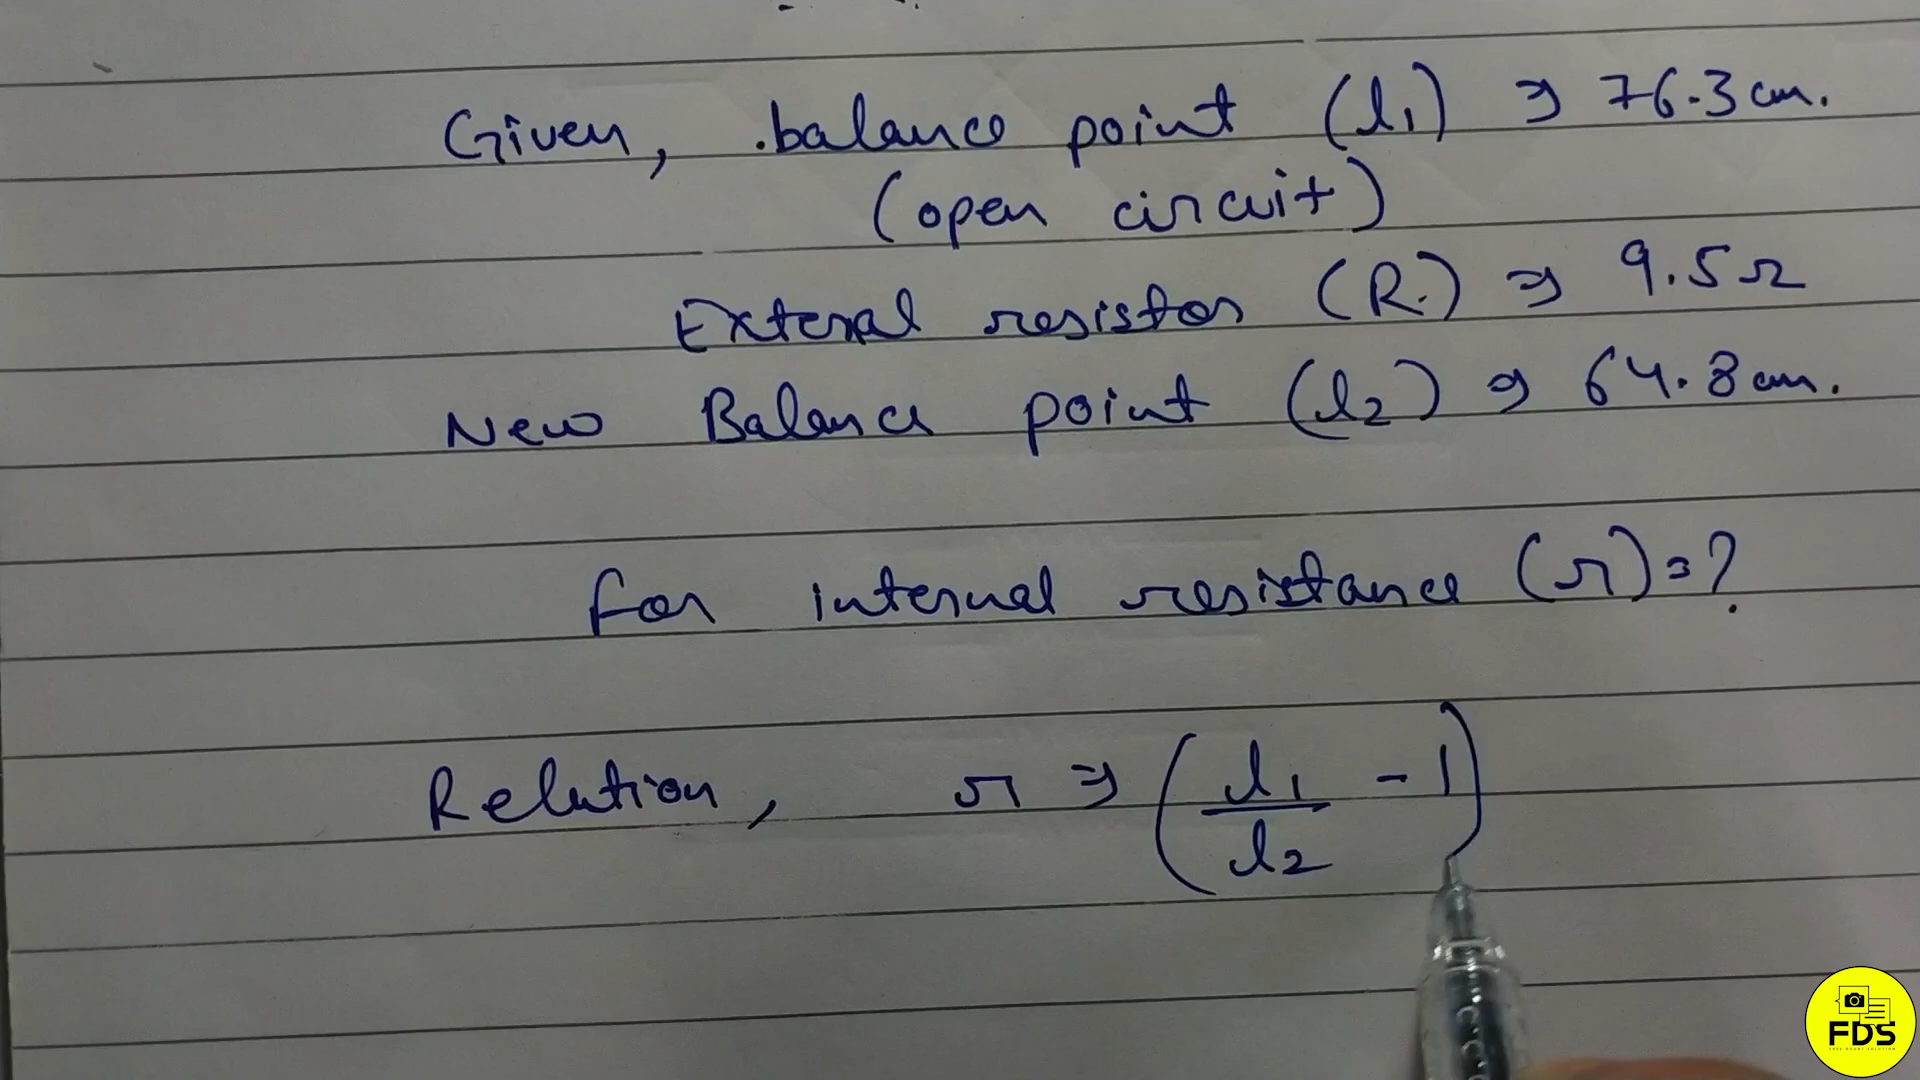 Given, balance point (l1) ⇒ 76.3 cm.
(open circuit)
Extenal resistor (R.) ⇒ 9.5 Ω
New Balance point (l2) ⇒ 64.8 cm.
for internal resistance (r) = ?
Relation, r ⇒ (l1/l2 - 1)
FDS